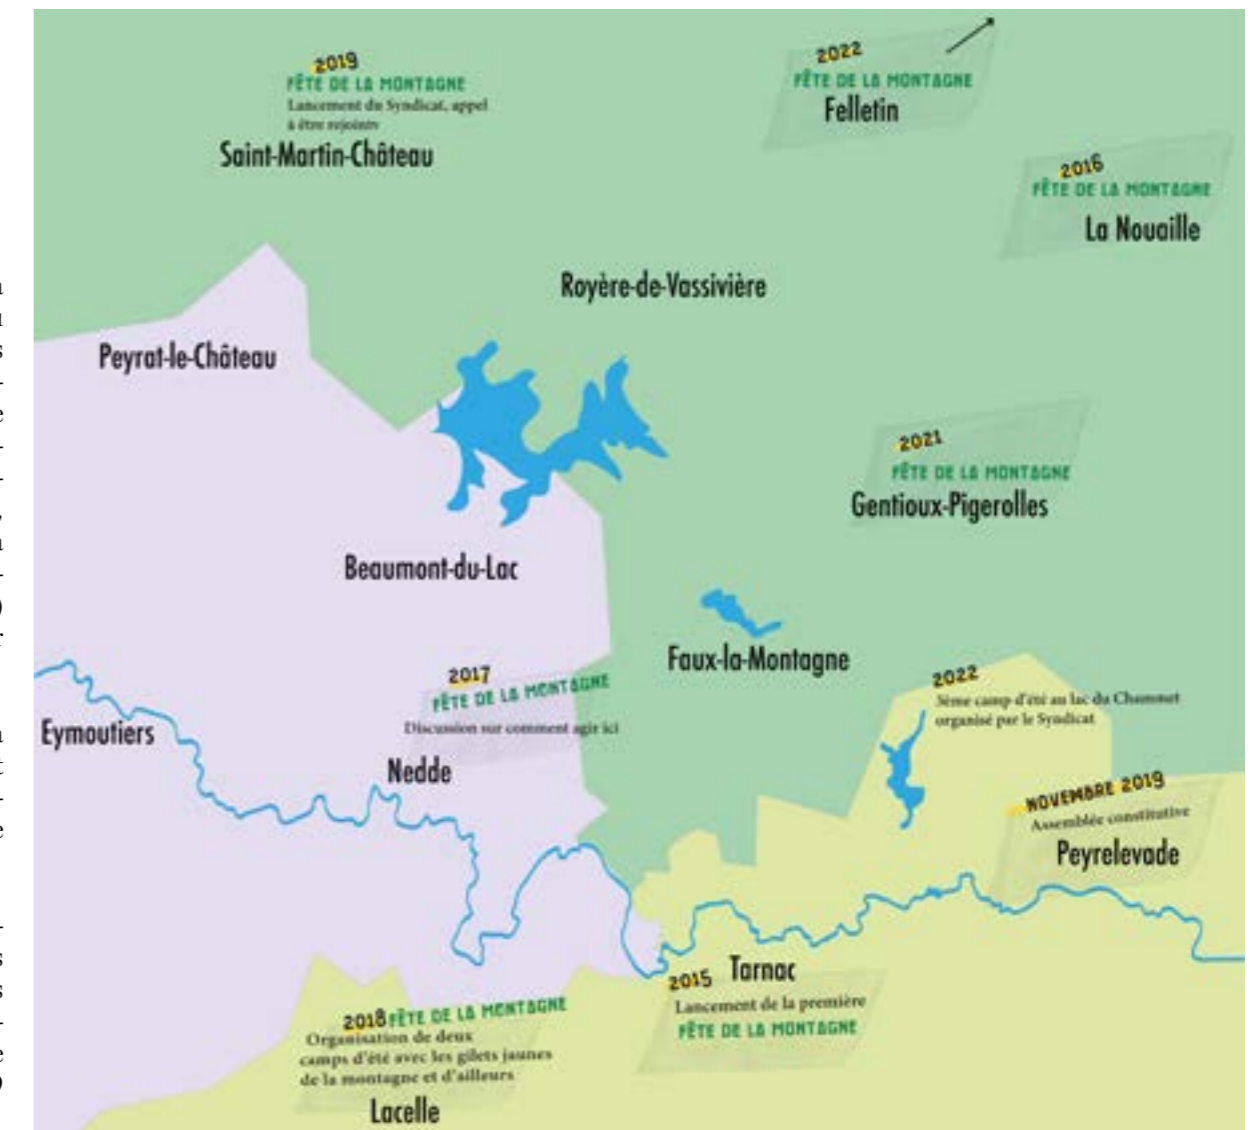 2019
FÊTE DE LA MONTAGNE
Lancement du Syndicat, appel
à être rejoints
Saint-Martin-Château
2022
FÊTE DE LA MONTAGNE
Felletin
2016
FÊTE DE LA MONTAGNE
La Nouaille
Royère-de-Vassivière
Peyrat-le-Château
2021
FÊTE DE LA MONTAGNE
Gentioux-Pigerolles
Beaumont-du-Lac
Faux-la-Montagne
2017
FÊTE DE LA MONTAGNE
Discussion sur comment agir ici
Nedde
2022
3ème camp d'été au lac du Chammet
organisé par le Syndicat
Eymoutiers
NOVEMBRE 2019
Assemblée constitutive
Peyrelevade
Tarnac
2015
Lancement de la première
FÊTE DE LA MONTAGNE
2018 FÊTE DE LA MONTAGNE
Organisation de deux
camps d'été avec les gilets jaunes
de la montagne et d'ailleurs
Lacelle